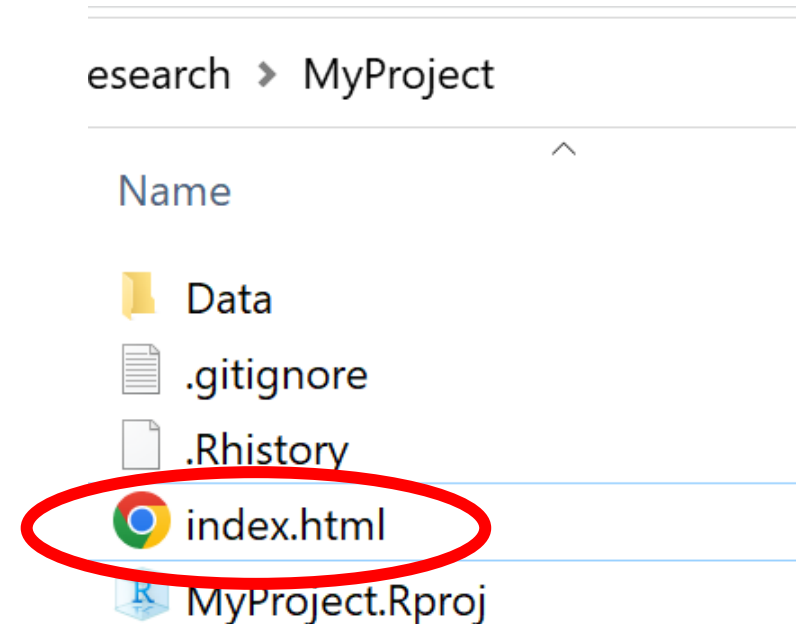 esearch > MyProject
Name
Data
.gitignore
.Rhistory
index.html
MyProject.Rproj